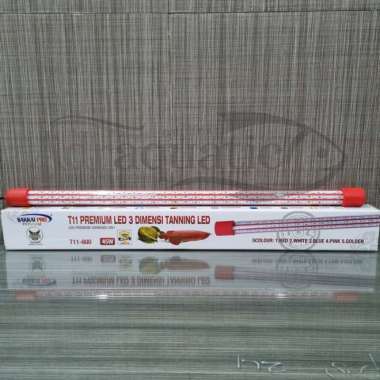 aquatic
SAKKAI PRO
T11 PREMIUM LED 3 DIMENSI TANNING LED
T11-600
45W
5COLOUR: 1.RED 2.WHITE 3.BLUE 4.PINK 5.GOLDEN